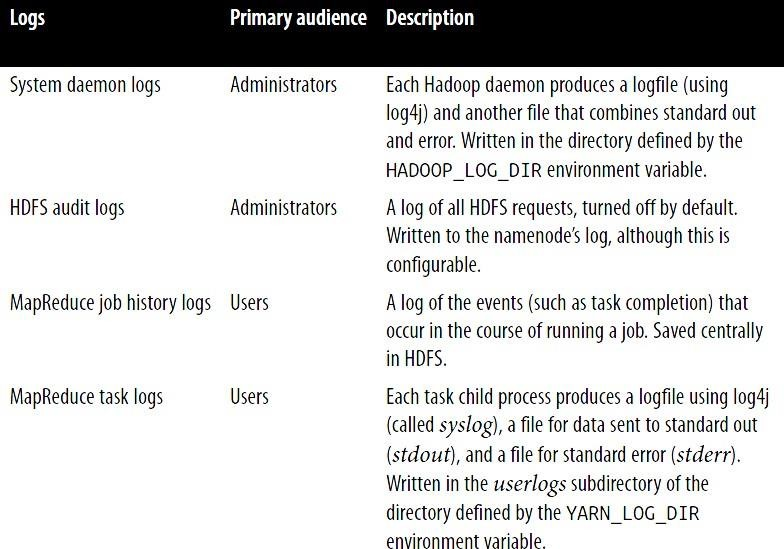 Logs Primary audience Description
System daemon logs Administrators Each Hadoop daemon produces a logfile (using
log4j) and another file that combines standard out
and error. Written in the directory defined by the
HADOOP_LOG_DIR environment variable.
HDFS audit logs Administrators A log of all HDFS requests, turned off by default.
Written to the namenode’s log, although this is
configurable.
MapReduce job history logs Users A log of the events (such as task completion) that
occur in the course of running a job. Saved centrally
in HDFS.
MapReduce task logs Users Each task child process produces a logfile using log4j
(called syslog), a file for data sent to standard out
(stdout), and a file for standard error (stderr).
Written in the userlogs subdirectory of the
directory defined by the YARN_LOG_DIR
environment variable.